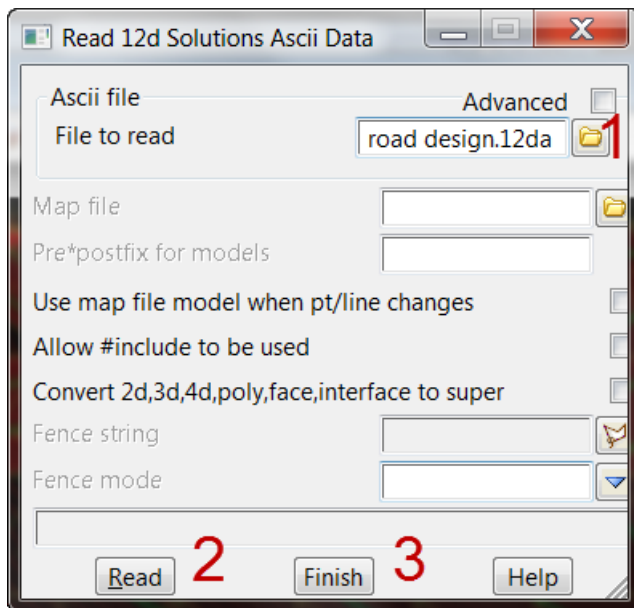 Read 12d Solutions Ascii Data
Ascii file
Advanced
File to read
road design.12da
1
Map file
Pre*postfix for models
Use map file model when pt/line changes
Allow #include to be used
Convert 2d,3d,4d,poly,face,interface to super
Fence string
Fence mode
Read 2 Finish 3 Help